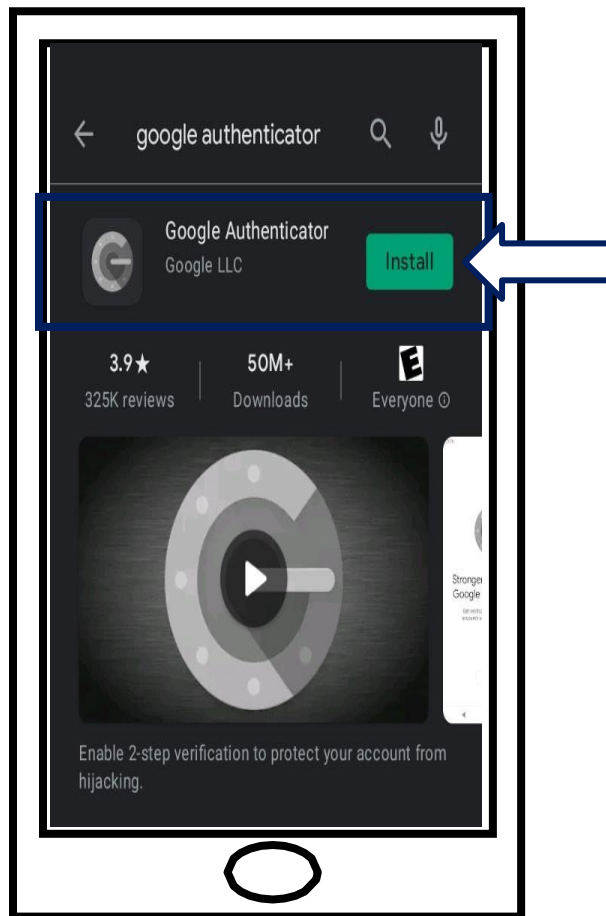 google authenticator
Google Authenticator
Google LLC
Install
3.9★
50M+
E
325K reviews
Downloads
Everyone
Stronger
Google
Enable 2-step verification to protect your account from
hijacking.